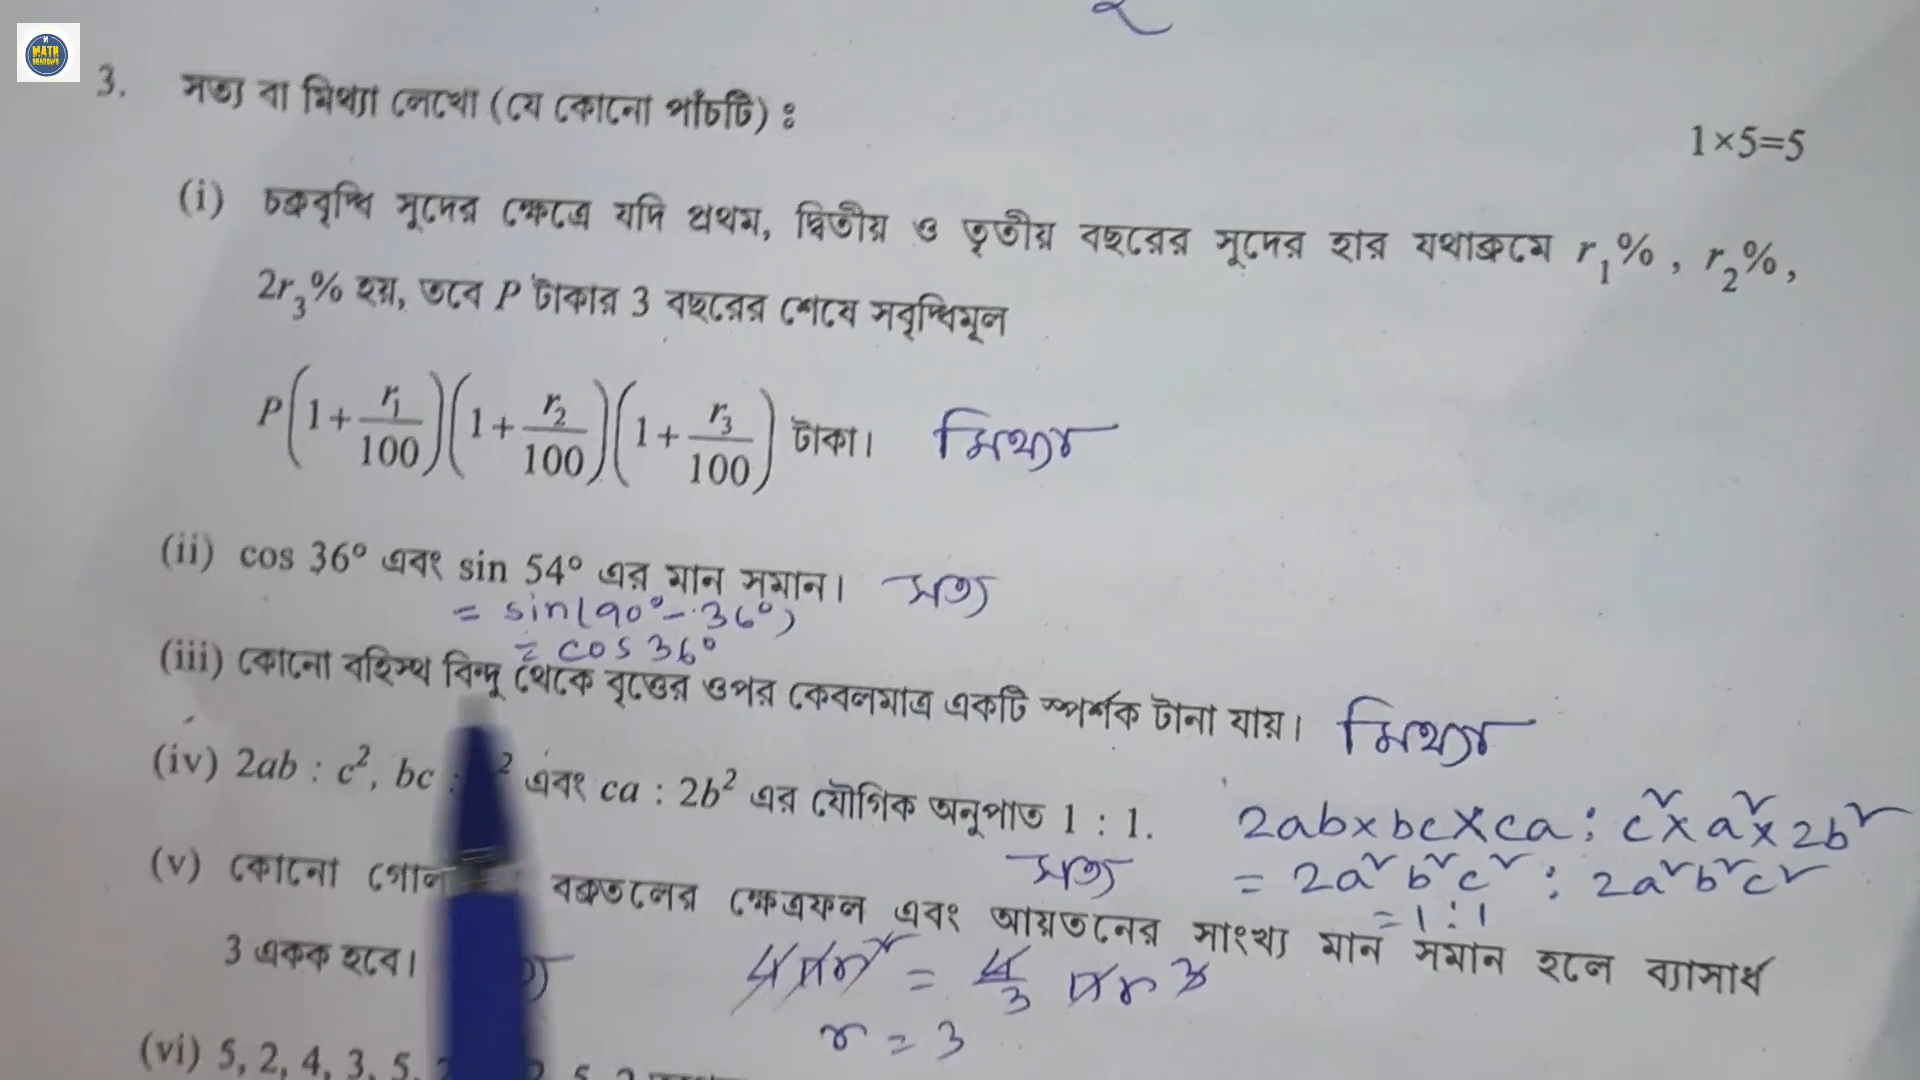 MATH
2
3. সত্য বা মিথ্যা লেখো (যে কোনো পাঁচটি) :
1×5=5
(i) চক্রবৃদ্ধি সুদের ক্ষেত্রে যদি প্রথম, দ্বিতীয় ও তৃতীয় বছরের সুদের হার যথাক্রমে r₁%, r₂%,
2r₃% হয়, তবে P টাকার 3 বছরের শেষে সবৃদ্ধিমূল
P(1+r₁/100)(1+r₂/100)(1+r₃/100) টাকা। মিথ্যা
(ii) cos 36° এবং sin 54° এর মান সমান। সত্য
= sin(90°-36°)
= cos 36°
(iii) কোনো বহিস্থ বিন্দু থেকে বৃত্তের ওপর কেবলমাত্র একটি স্পর্শক টানা যায়। মিথ্যা
(iv) 2ab : c², bc : ² এবং ca : 2b² এর যৌগিক অনুপাত 1 : 1.
2ab×bc×ca : c²×a²×2b²
সত্য
= 2a²b²c² : 2a²b²c²
= 1 : 1
(v) কোনো বক্রতলের ক্ষেত্রফল এবং আয়তনের সাংখ্য মান সমান হলে ব্যাসার্ধ
3 একক হবে।
4πr² = 4/3 πr³
r = 3
(vi) 5, 2, 4, 3, 5,